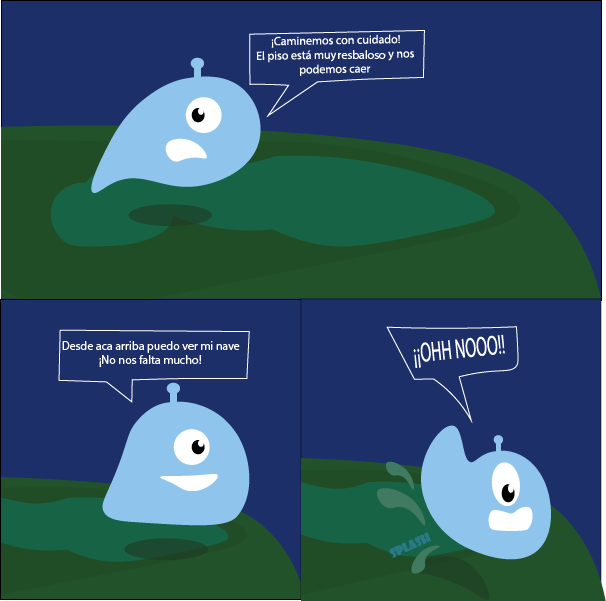 ¡Caminemos con cuidado!
El piso está muy resbaloso y nos
podemos caer
Desde aca arriba puedo ver mi nave
¡No nos falta mucho!
¡¡OHH NOOO!!
SPLASH